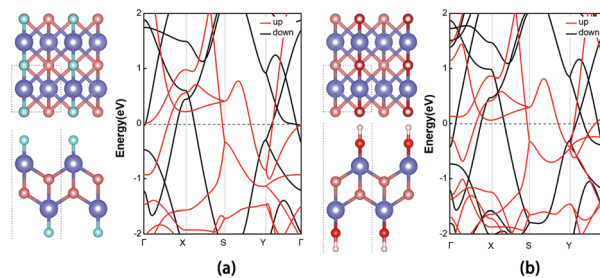 2
up
down
1
0
-1
-2
Energy(eV)
Γ X S Y Γ
(a)
2
up
down
1
0
-1
-2
Energy(eV)
Γ X S Y
(b)